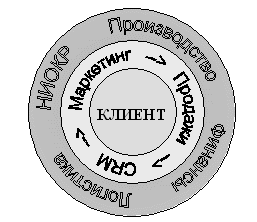 НИОКР
Производство
Финансы
Логистика
Маркетинг -->
Продажи -->
CRM -->
КЛИЕНТ